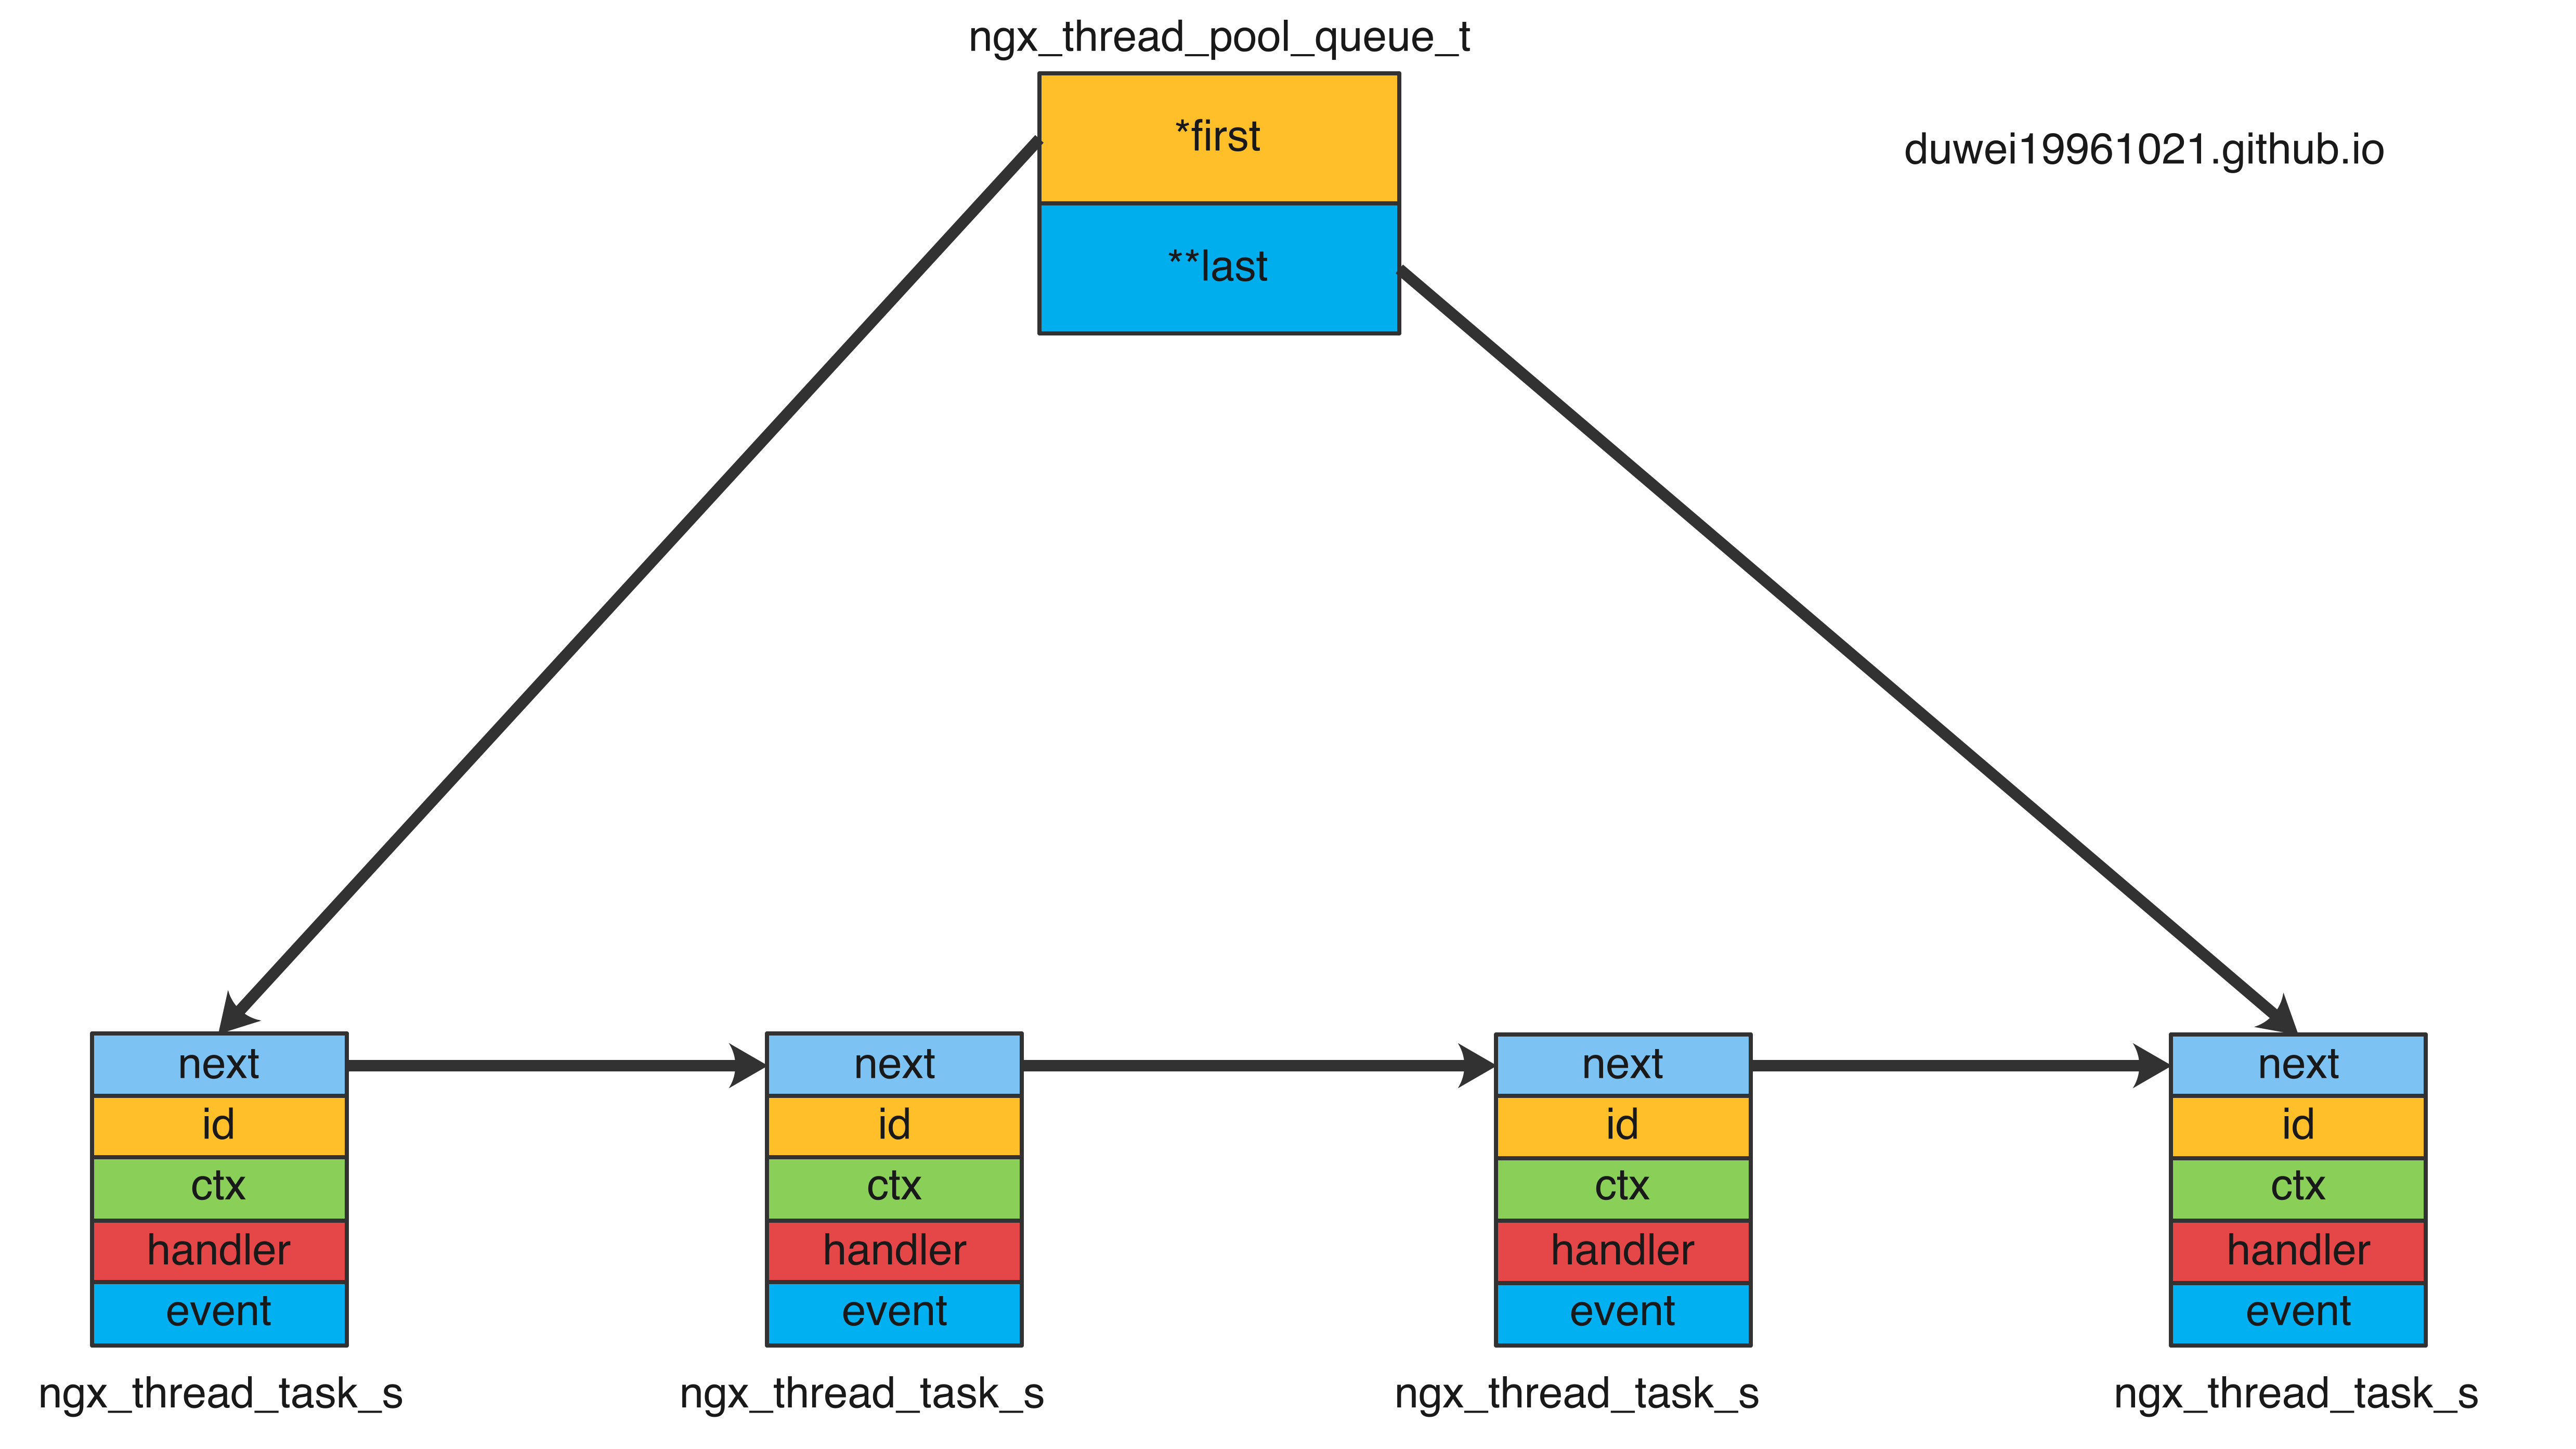 ngx_thread_pool_queue_t
*first
duwei19961021.github.io
**last
next
next
next
next
id
id
id
id
ctx
ctx
ctx
ctx
handler
handler
handler
handler
event
event
event
event
ngx_thread_task_s
ngx_thread_task_s
ngx_thread_task_s
ngx_thread_task_s